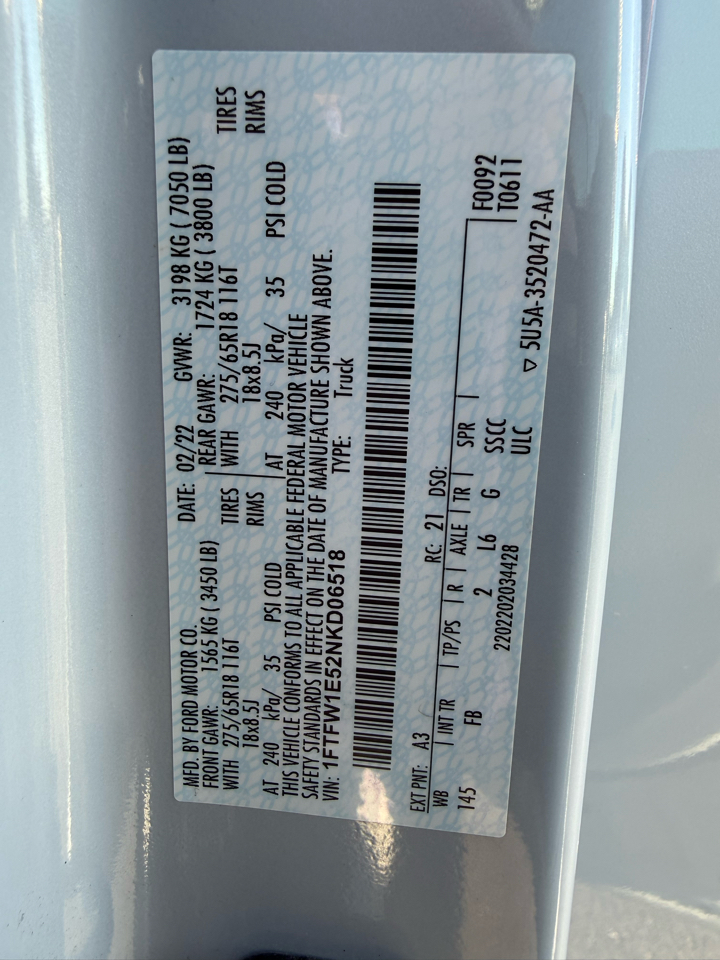 MFD. BY FORD MOTOR CO. DATE: 02/22 GVWR: 3198 KG ( 7050 LB)
FRONT GAWR: 1565 KG ( 3450 LB) REAR GAWR: 1724 KG ( 3800 LB)
WITH 275/65R18 116T TIRES WITH 275/65R18 116T TIRES
18x8.5J RIMS 18x8.5J RIMS
AT 240 kPa/ 35 PSI COLD AT 240 kPa/ 35 PSI COLD
THIS VEHICLE CONFORMS TO ALL APPLICABLE FEDERAL MOTOR VEHICLE
SAFETY STANDARDS IN EFFECT ON THE DATE OF MANUFACTURE SHOWN ABOVE.
VIN: 1FTFW1E52NKD06518 TYPE: Truck
EXT PNT: A3 RC: 21 DSO:
WB INT TR TP/PS R AXLE TR SPR F0092
145 FB 2 L6 G SSCC T0611
2202202034428 ULC ▽ 5U5A-3520472-AA